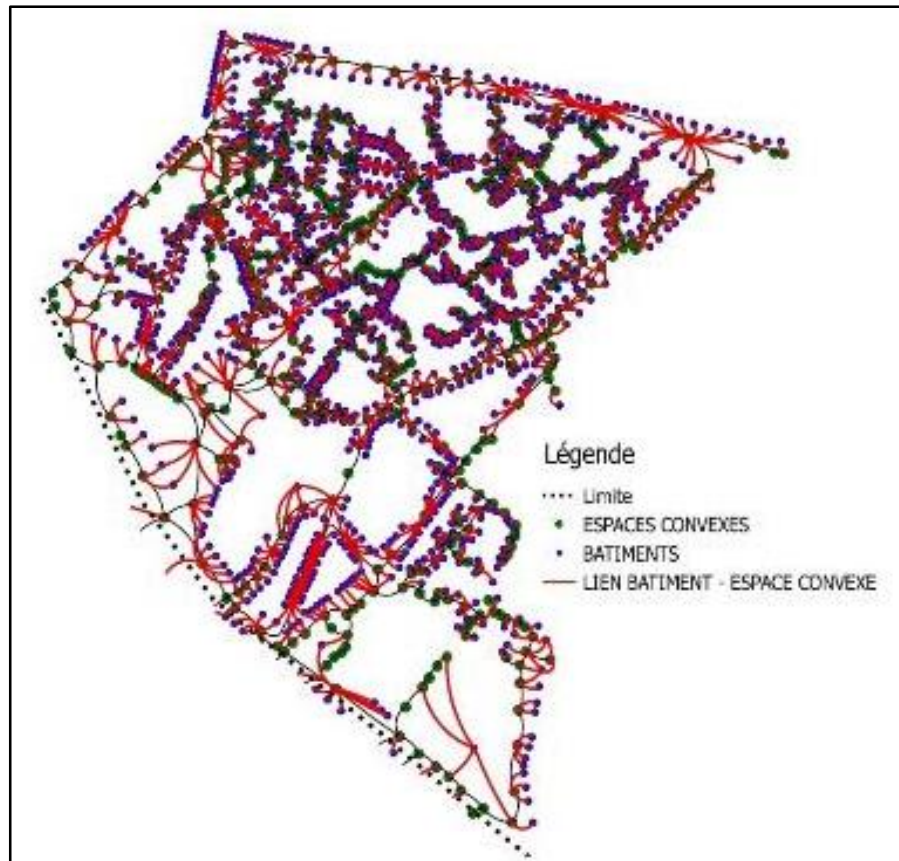 Légende
Limite
ESPACES CONVEXES
BATIMENTS
LIEN BATIMENT - ESPACE CONVEXE